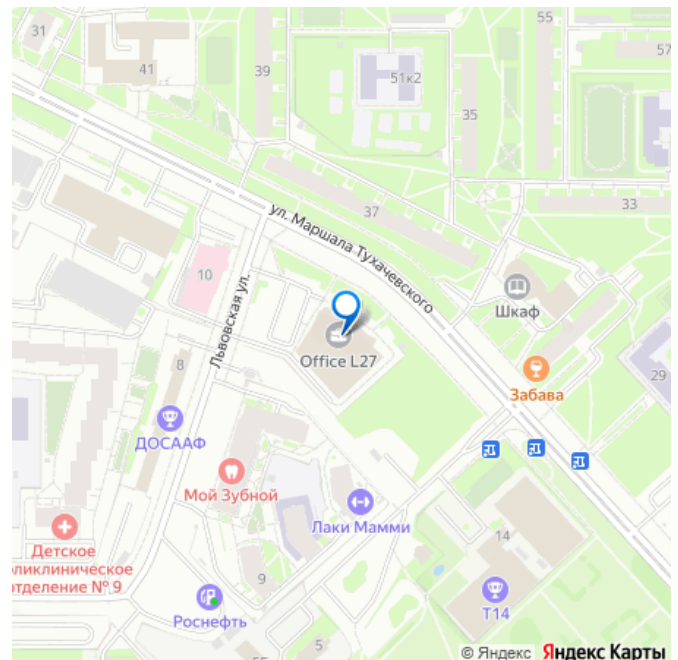 31
41
39
55
57
51к2
35
37
33
ул. Маршала Тухачевского
10
Львовская ул.
Шкаф
Office L27
Забава
29
8
ДОСААФ
Мой Зубной
Лаки Мамми
14
Детское
оликлиническое
отделение № 9
9
Роснефть
Т14
5
© Яндекс Яндекс Карты